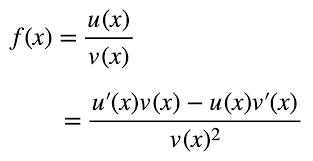 f(x) = u(x)/v(x)
= u′(x)v(x) − u(x)v′(x)/v(x)²